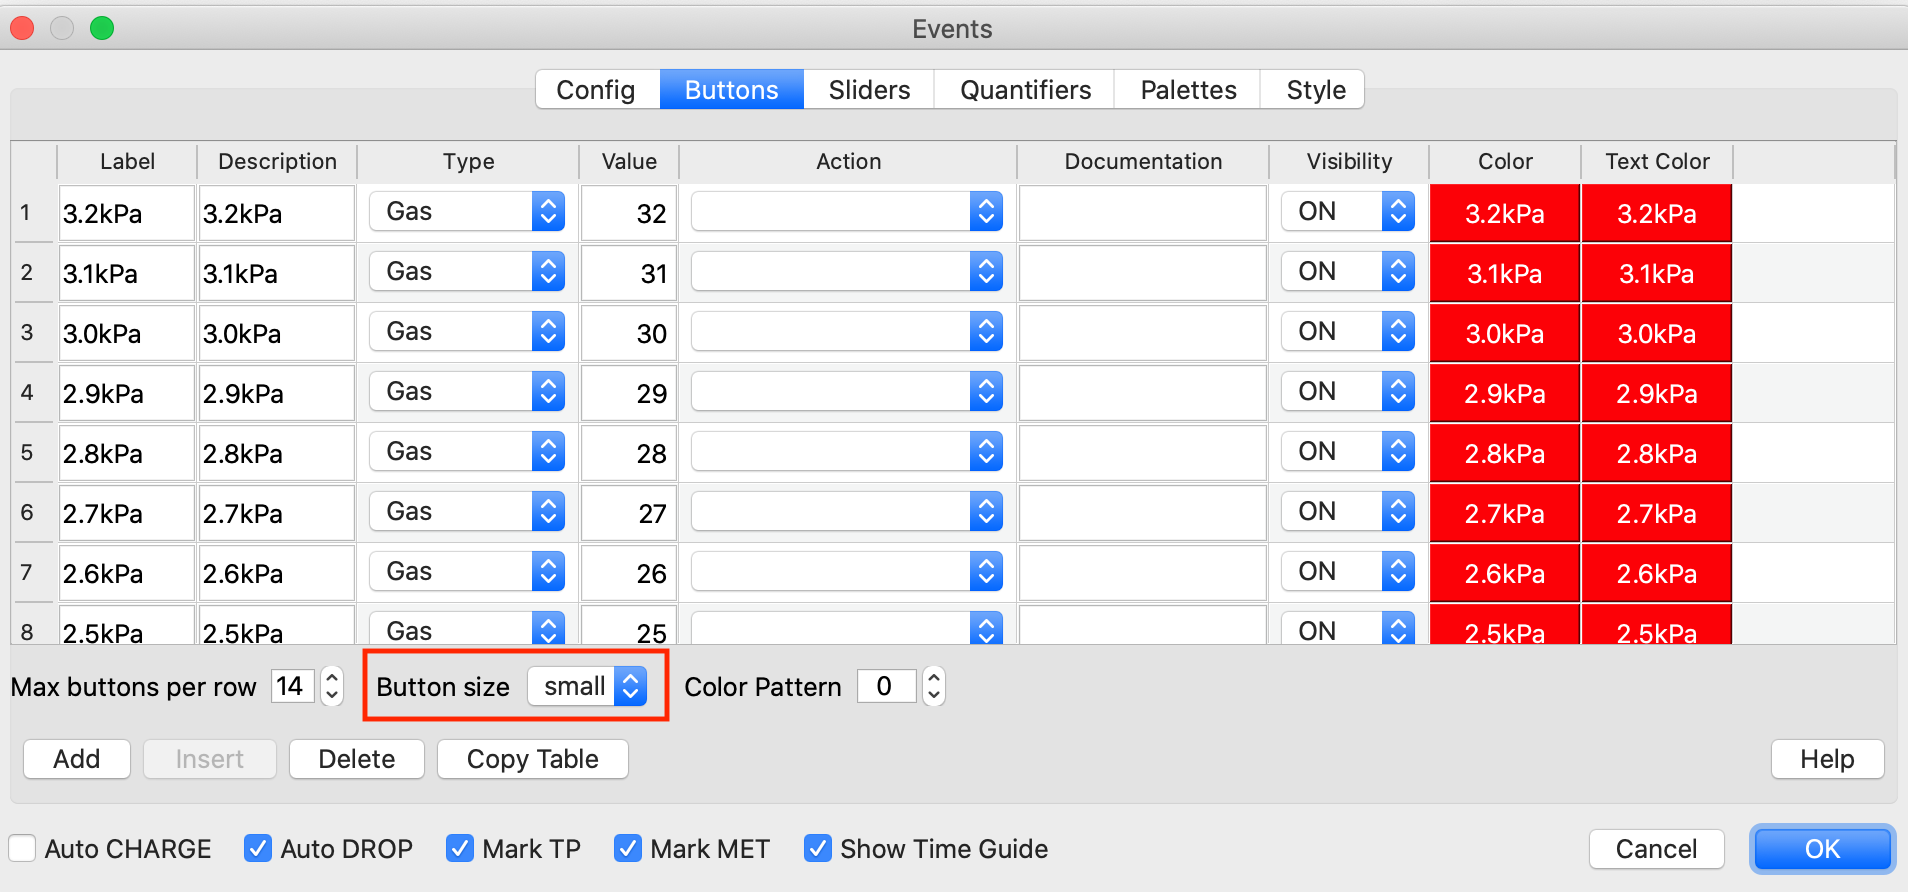 Events
Config Buttons Sliders Quantifiers Palettes Style
Label Description Type Value Action Documentation Visibility Color Text Color
1 3.2kPa 3.2kPa Gas 32 ON 3.2kPa 3.2kPa
2 3.1kPa 3.1kPa Gas 31 ON 3.1kPa 3.1kPa
3 3.0kPa 3.0kPa Gas 30 ON 3.0kPa 3.0kPa
4 2.9kPa 2.9kPa Gas 29 ON 2.9kPa 2.9kPa
5 2.8kPa 2.8kPa Gas 28 ON 2.8kPa 2.8kPa
6 2.7kPa 2.7kPa Gas 27 ON 2.7kPa 2.7kPa
7 2.6kPa 2.6kPa Gas 26 ON 2.6kPa 2.6kPa
8 2.5kPa 2.5kPa Gas 25 ON 2.5kPa 2.5kPa
Max buttons per row 14 Button size small Color Pattern 0
Add Insert Delete Copy Table Help
Auto CHARGE Auto DROP Mark TP Mark MET Show Time Guide Cancel OK